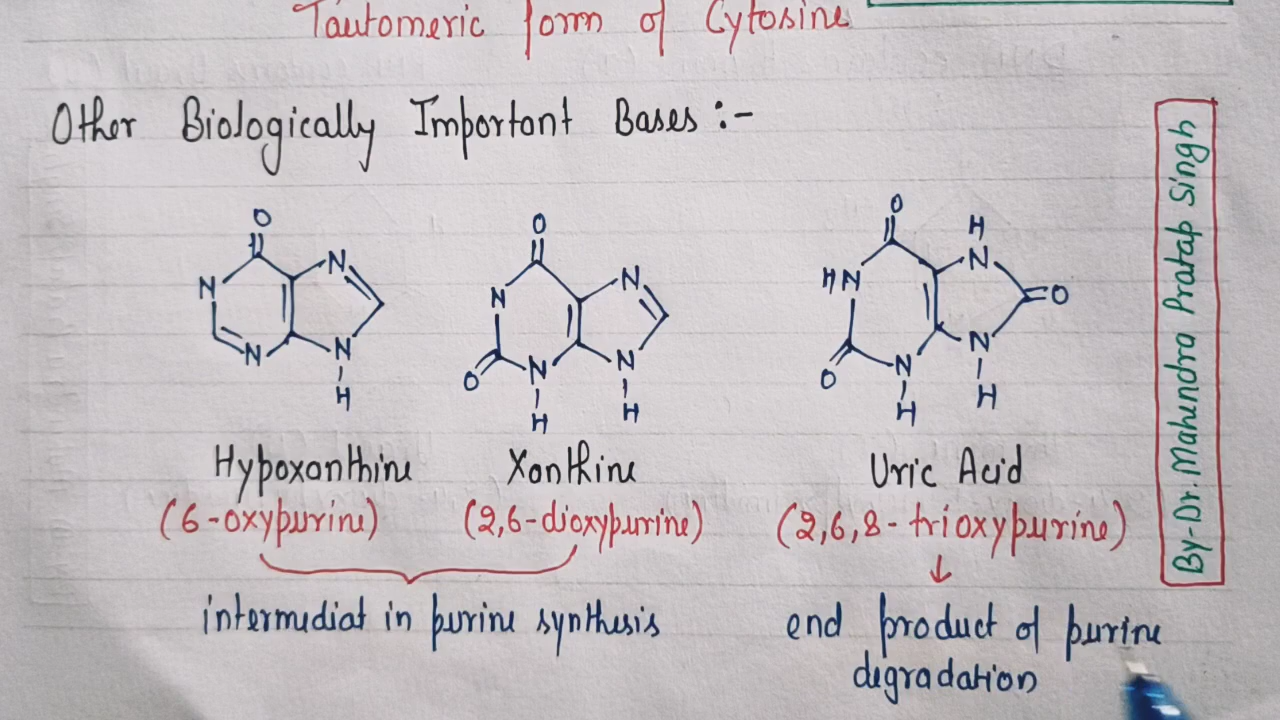 Tautomeric form of Cytosine
Other Biologically Important Bases :-
O
N
N
N
N
H
Hypoxanthine
(6-oxypurine)
O
N
N
O
N
H
N
H
Xanthine
(2,6-dioxypurine)
O
H
N
HN
O
O
N
H
N
H
Uric Acid
(2,6,8-trioxypurine)
intermediat in purine synthesis
end product of purine
degradation
By-Dr. Mahendra Pratap Singh